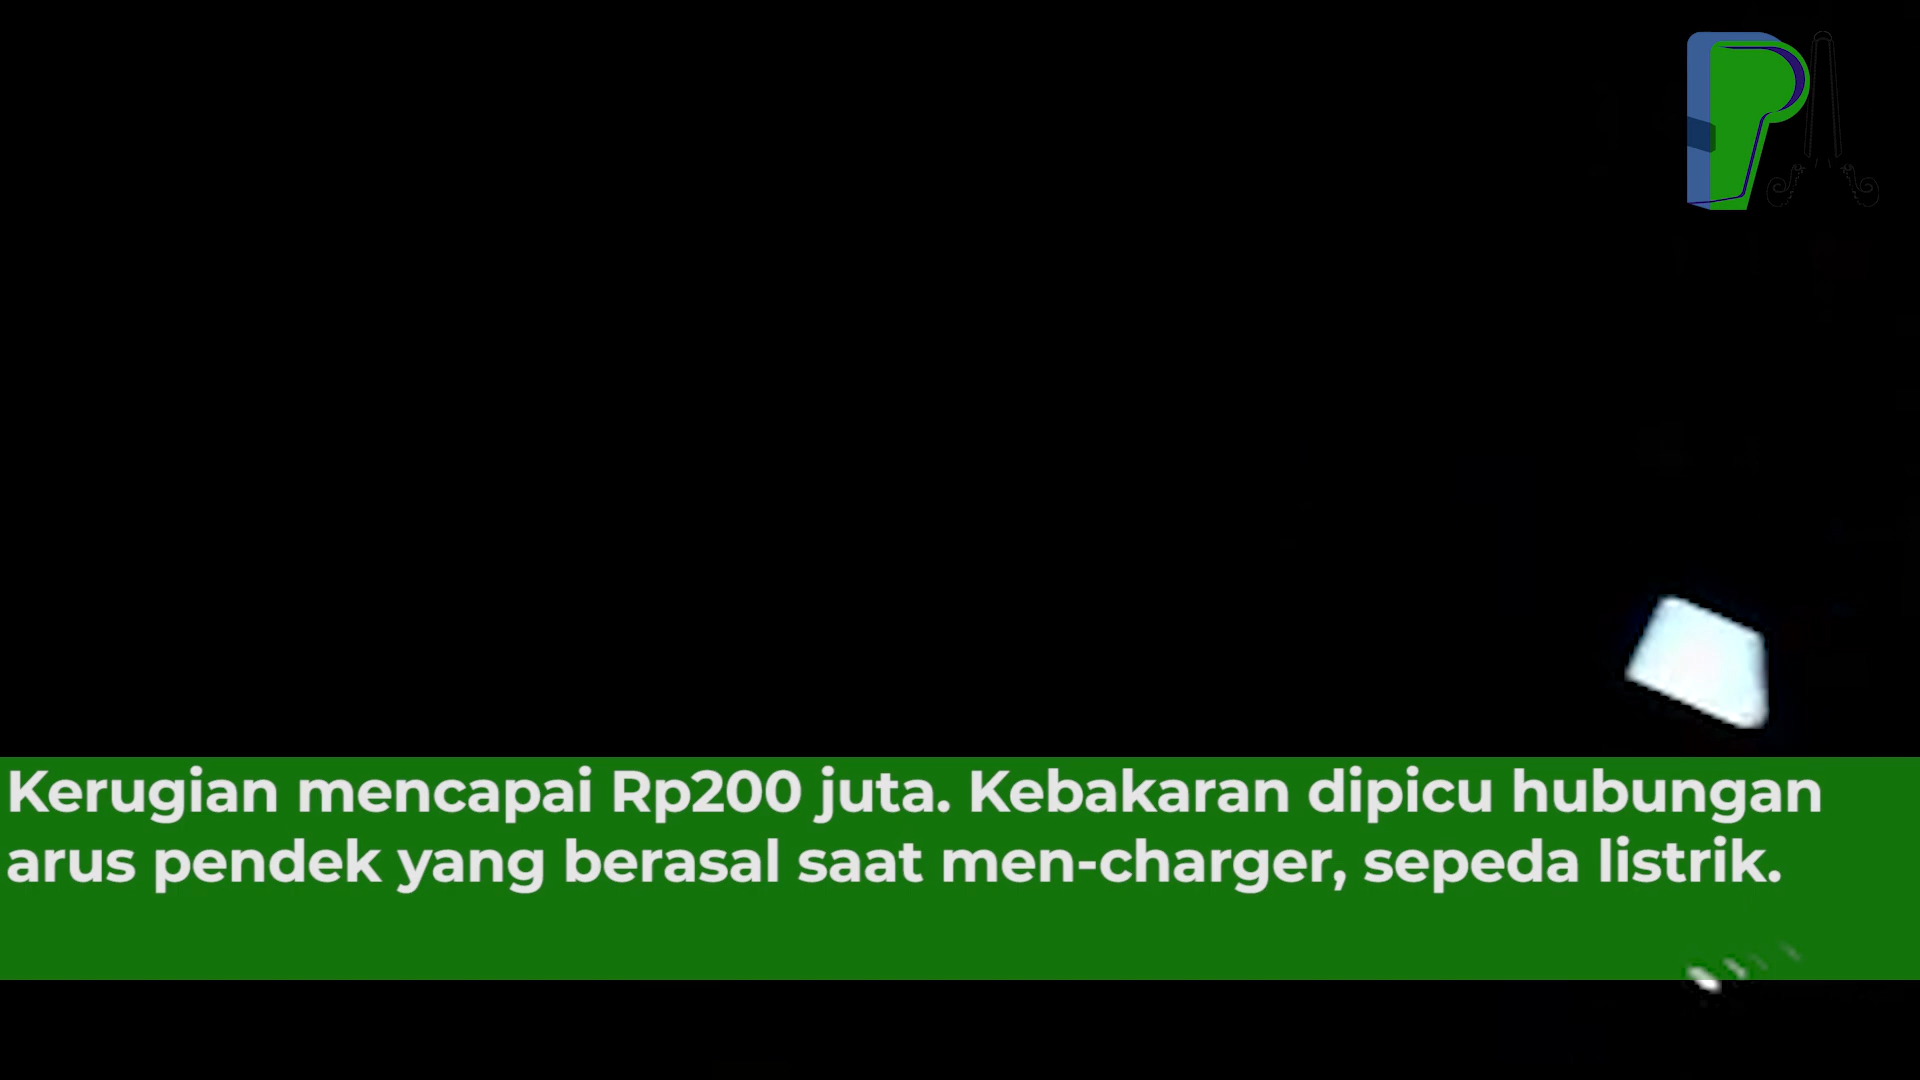 Kerugian mencapai Rp200 juta. Kebakaran dipicu hubungan
arus pendek yang berasal saat men-charger, sepeda listrik.